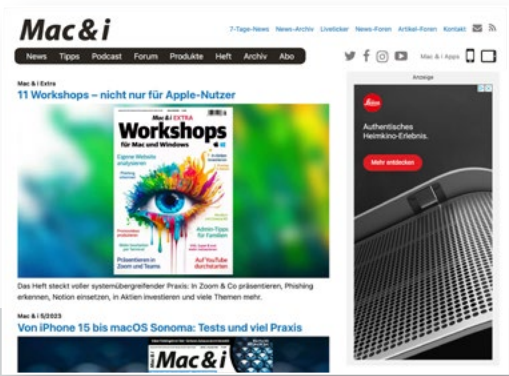 Mac & i
7-Tage-News News-Archiv Liveticker News-Foren Artikel-Foren Kontakt
News Tipps Podcast Forum Produkte Heft Archiv Abo
Mac & i Apps
Mac & i Extra
11 Workshops – nicht nur für Apple-Nutzer
Mac & i EXTRA
Workshops
für Mac und Windows
Eigene Website
analysieren
Phishing
erkennen
Admin-Tipps
für Familien
Präsentieren in
Zoom und Teams
Auf YouTube
durchstarten
Das Heft steckt voller systemübergreifender Praxis: In Zoom & Co präsentieren, Phishing
erkennen, Notion einsetzen, in Aktien investieren und viele Themen mehr.
Mac & i 5/2023
Von iPhone 15 bis macOS Sonoma: Tests und viel Praxis
Mac & i
Anzeige
Leica
Authentisches
Heimkino-Erlebnis.
Mehr entdecken